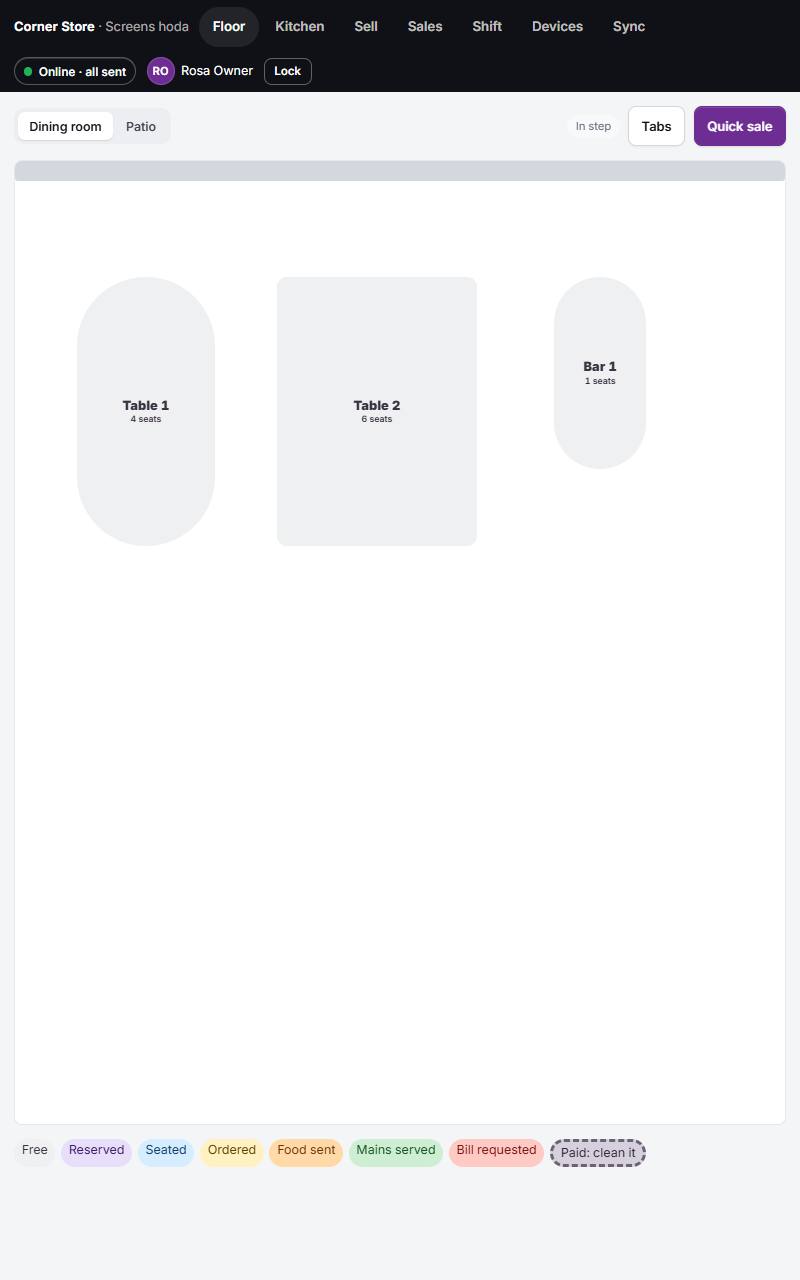 Corner Store · Screens hoda Floor Kitchen Sell Sales Shift Devices Sync
Online · all sent RO Rosa Owner Lock
Dining room Patio In step Tabs Quick sale
Table 1
4 seats
Table 2
6 seats
Bar 1
1 seats
Free Reserved Seated Ordered Food sent Mains served Bill requested Paid: clean it